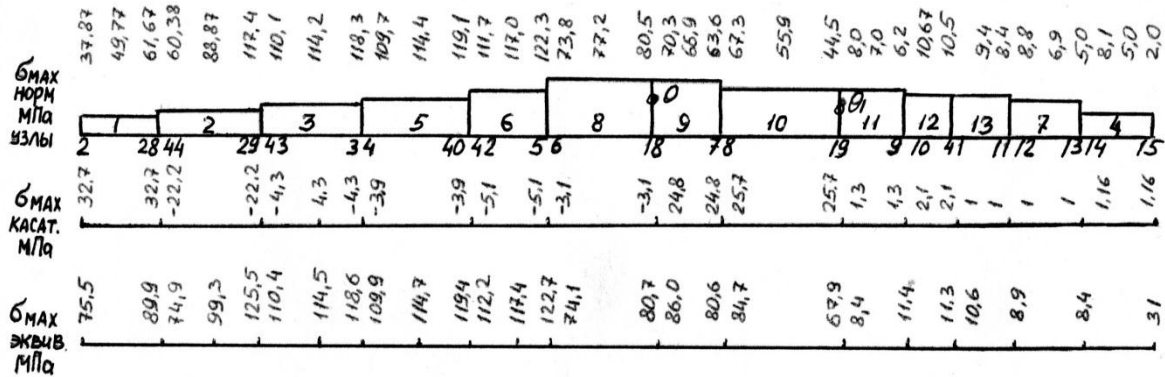 37,87 49,77 61,67 60,38 88,87 117,4 110,1 114,2 118,3 109,7 114,4 119,1 111,7 117,0 122,3 73,8 77,2 80,5 70,3 66,9 63,6 67,3 55,9 44,5 8,0 7,0 6,2 10,67 10,5 9,4 8,4 8,8 6,9 5,0 8,1 5,0 2,0
σмах
норм
МПа
1 2 3 5 6 8 9 10 11 12 13 7 4
О О₁
узлы 2 28 44 29 43 3 4 40 42 5 6 18 7 8 19 9 10 41 11 12 13 14 15
σмах
касат.
МПа
32,7 32,7 -22,2 -22,2 -4,3 4,3 -4,3 -3,9 -3,9 -5,1 -5,1 -3,1 -3,1 24,8 24,8 25,7 25,7 1,3 1,3 2,1 2,1 1 1 1 1 1,16 1,16
σмах
эквив.
МПа
75,5 89,9 74,9 99,3 125,5 110,4 114,5 118,6 109,9 114,7 119,4 112,2 117,4 122,7 74,1 80,7 86,0 80,6 84,7 67,9 8,4 11,4 11,3 10,6 8,9 8,4 31